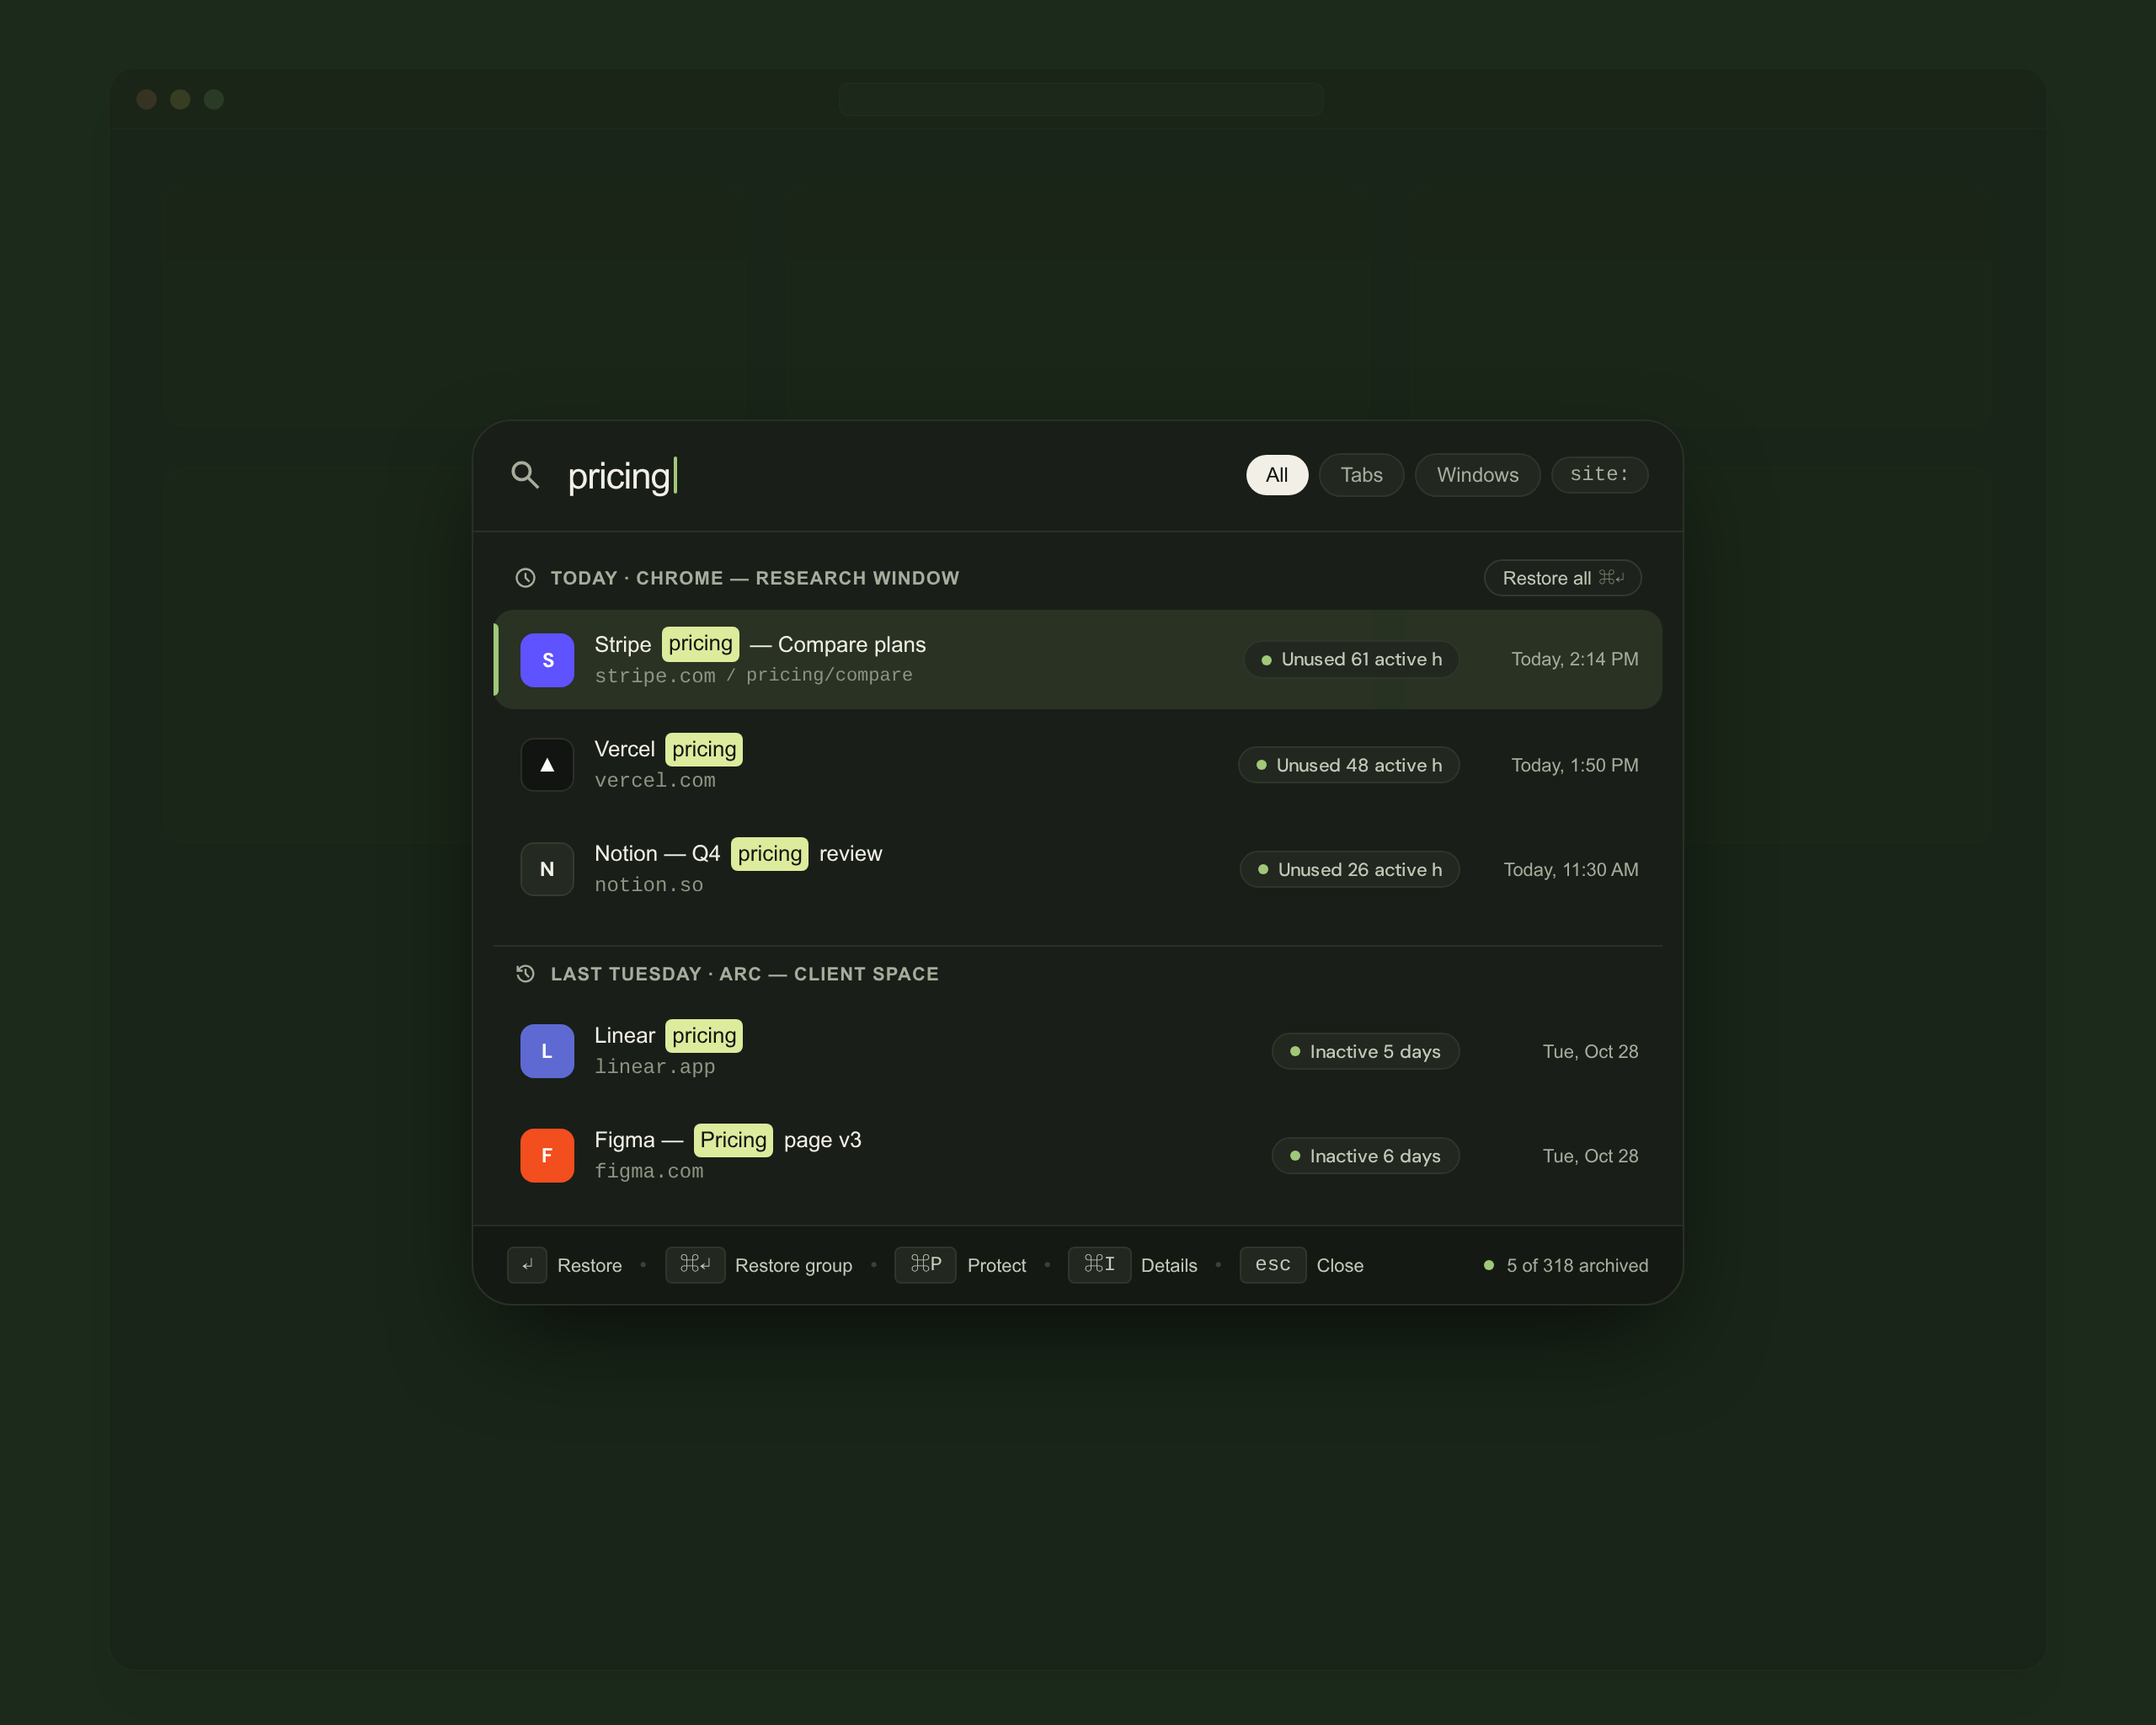 pricing
All Tabs Windows site:
TODAY · CHROME — RESEARCH WINDOW
Restore all ⌘↲
S
Stripe pricing — Compare plans
stripe.com / pricing/compare
Unused 61 active h
Today, 2:14 PM
▲
Vercel pricing
vercel.com
Unused 48 active h
Today, 1:50 PM
N
Notion — Q4 pricing review
notion.so
Unused 26 active h
Today, 11:30 AM
LAST TUESDAY · ARC — CLIENT SPACE
L
Linear pricing
linear.app
Inactive 5 days
Tue, Oct 28
F
Figma — Pricing page v3
figma.com
Inactive 6 days
Tue, Oct 28
↲ Restore • ⌘↲ Restore group • ⌘P Protect • ⌘I Details • esc Close
5 of 318 archived